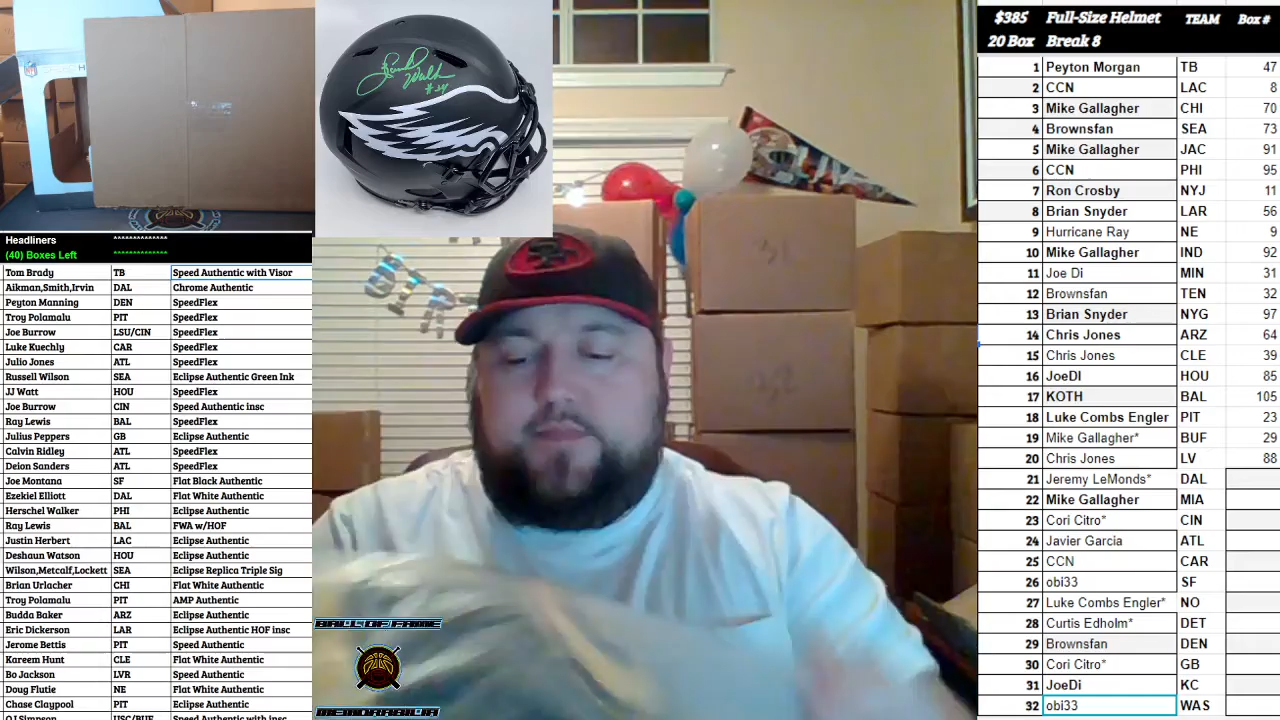 Headliners **************
(40) Boxes Left **************
Tom Brady TB Speed Authentic with Visor
Aikman,Smith,Irvin DAL Chrome Authentic
Peyton Manning DEN SpeedFlex
Troy Polamalu PIT SpeedFlex
Joe Burrow LSU/CIN SpeedFlex
Luke Kuechly CAR SpeedFlex
Julio Jones ATL SpeedFlex
Russell Wilson SEA Eclipse Authentic Green Ink
JJ Watt HOU SpeedFlex
Joe Burrow CIN Speed Authentic insc
Ray Lewis BAL SpeedFlex
Julius Peppers GB Eclipse Authentic
Calvin Ridley ATL SpeedFlex
Deion Sanders ATL SpeedFlex
Joe Montana SF Flat Black Authentic
Ezekiel Elliott DAL Flat White Authentic
Herschel Walker PHI Eclipse Authentic
Ray Lewis BAL FWA w/HOF
Justin Herbert LAC Eclipse Authentic
Deshaun Watson HOU Eclipse Authentic
Wilson,Metcalf,Lockett SEA Eclipse Replica Triple Sig
Brian Urlacher CHI Flat White Authentic
Troy Polamalu PIT AMP Authentic
Budda Baker ARZ Eclipse Authentic
Eric Dickerson LAR Eclipse Authentic HOF insc
Jerome Bettis PIT Speed Authentic
Kareem Hunt CLE Flat White Authentic
Bo Jackson LVR Speed Authentic
Doug Flutie NE Flat White Authentic
Chase Claypool PIT Eclipse Authentic
OJ Simpson USC/BUF Speed Authentic with insc
#34
BALLS OF FAME
MEMORABILIA
$385 Full-Size Helmet TEAM Box #
20 Box Break 8
1 Peyton Morgan TB 47
2 CCN LAC 8
3 Mike Gallagher CHI 70
4 Brownsfan SEA 73
5 Mike Gallagher JAC 91
6 CCN PHI 95
7 Ron Crosby NYJ 11
8 Brian Snyder LAR 56
9 Hurricane Ray NE 9
10 Mike Gallagher IND 92
11 Joe Di MIN 31
12 Brownsfan TEN 32
13 Brian Snyder NYG 97
14 Chris Jones ARZ 64
15 Chris Jones CLE 39
16 JoeDI HOU 85
17 KOTH BAL 105
18 Luke Combs Engler PIT 23
19 Mike Gallagher* BUF 29
20 Chris Jones LV 88
21 Jeremy LeMonds* DAL
22 Mike Gallagher MIA
23 Cori Citro* CIN
24 Javier Garcia ATL
25 CCN CAR
26 obi33 SF
27 Luke Combs Engler* NO
28 Curtis Edholm* DET
29 Brownsfan DEN
30 Cori Citro* GB
31 JoeDi KC
32 obi33 WAS